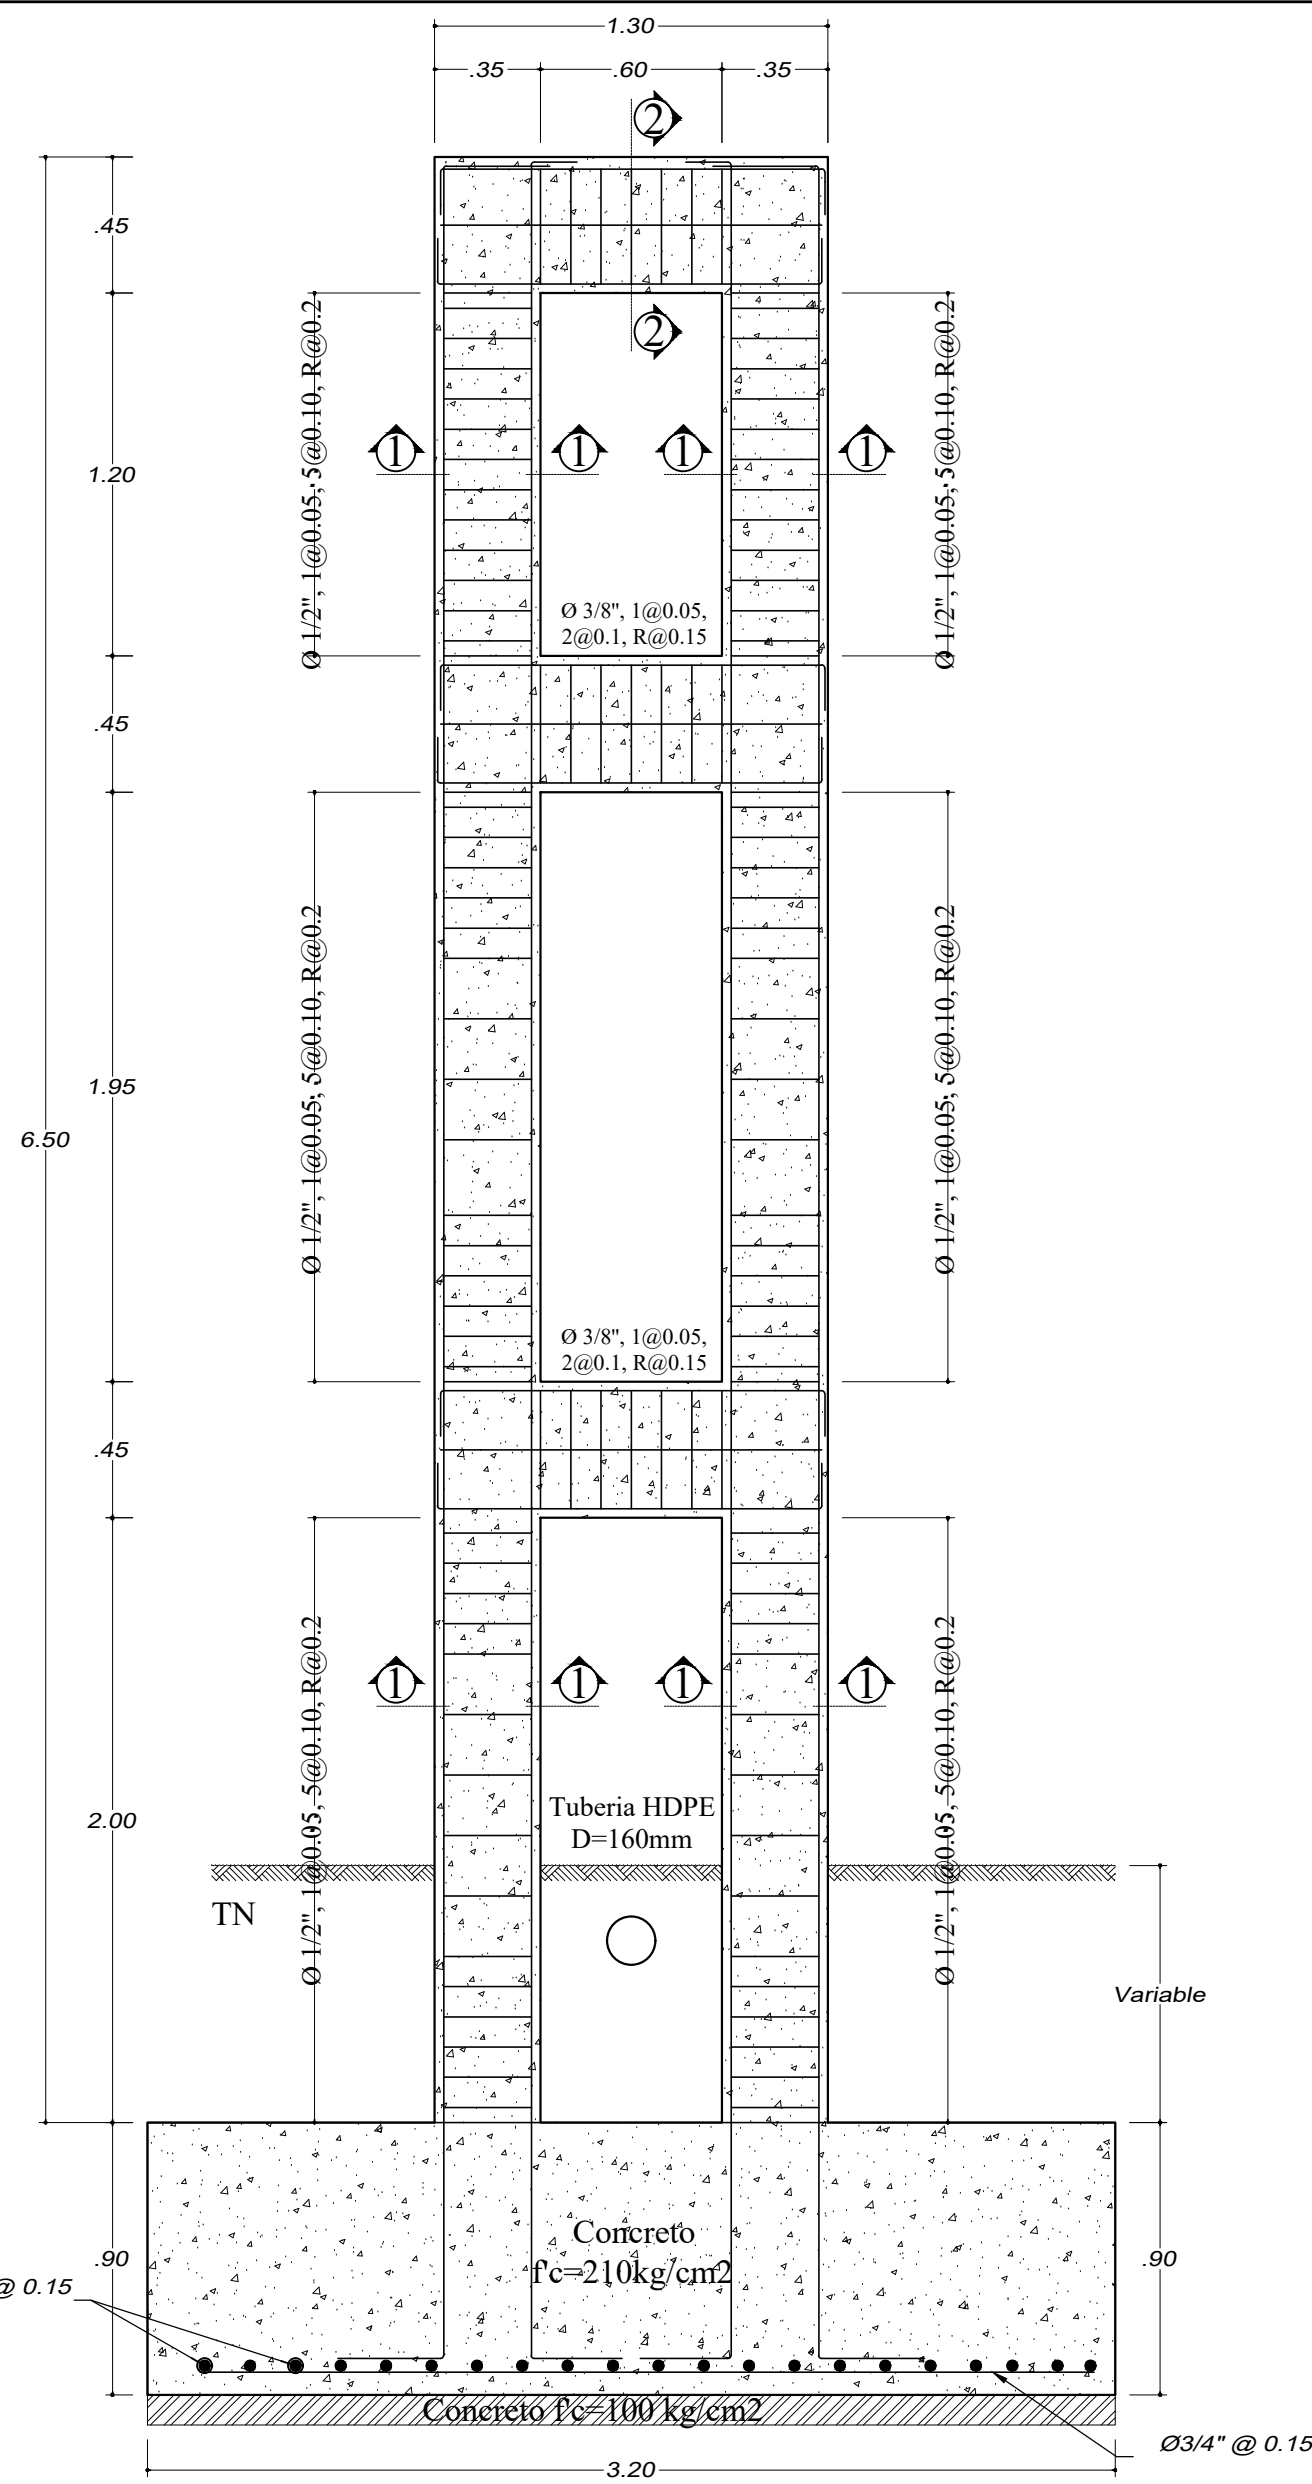 1.30
.35
.60
.35
2
.45
2
Ø 1/2", 1@0.05, 5@0.10, R@0.2
Ø 1/2", 1@0.05, 5@0.10, R@0.2
1
1
1
1
1.20
Ø 3/8", 1@0.05,
2@0.1, R@0.15
.45
Ø 1/2", 1@0.05, 5@0.10, R@0.2
Ø 1/2", 1@0.05, 5@0.10, R@0.2
1.95
6.50
Ø 3/8", 1@0.05,
2@0.1, R@0.15
.45
Ø 1/2", 1@0.05, 5@0.10, R@0.2
Ø 1/2", 1@0.05, 5@0.10, R@0.2
1
1
1
1
2.00
Tuberia HDPE
D=160mm
TN
Variable
Concreto
f'c=210kg/cm2
.90
.90
@ 0.15
Concreto f'c=100 kg/cm2
Ø3/4" @ 0.15
3.20